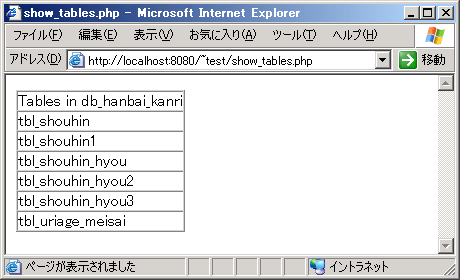 show_tables.php - Microsoft Internet Explorer
ファイル(F) 編集(E) 表示(V) お気に入り(A) ツール(T) ヘルプ(H)
アドレス(D) http://localhost:8080/~test/show_tables.php 移動
Tables in db_hanbai_kanri
tbl_shouhin
tbl_shouhin1
tbl_shouhin_hyou
tbl_shouhin_hyou2
tbl_shouhin_hyou3
tbl_uriage_meisai
ページが表示されました イントラネット